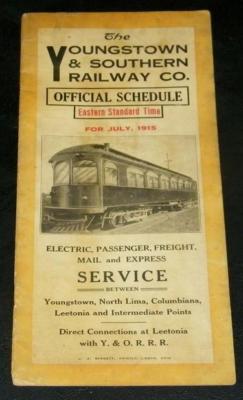 The
YOUNGSTOWN
& SOUTHERN
RAILWAY CO.
OFFICIAL SCHEDULE
Eastern Standard Time
FOR JULY, 1915
ELECTRIC, PASSENGER, FREIGHT,
MAIL and EXPRESS
SERVICE
BETWEEN
Youngstown, North Lima, Columbiana,
Leetonia and Intermediate Points
Direct Connections at Leetonia
with Y. & O. R. R. R.